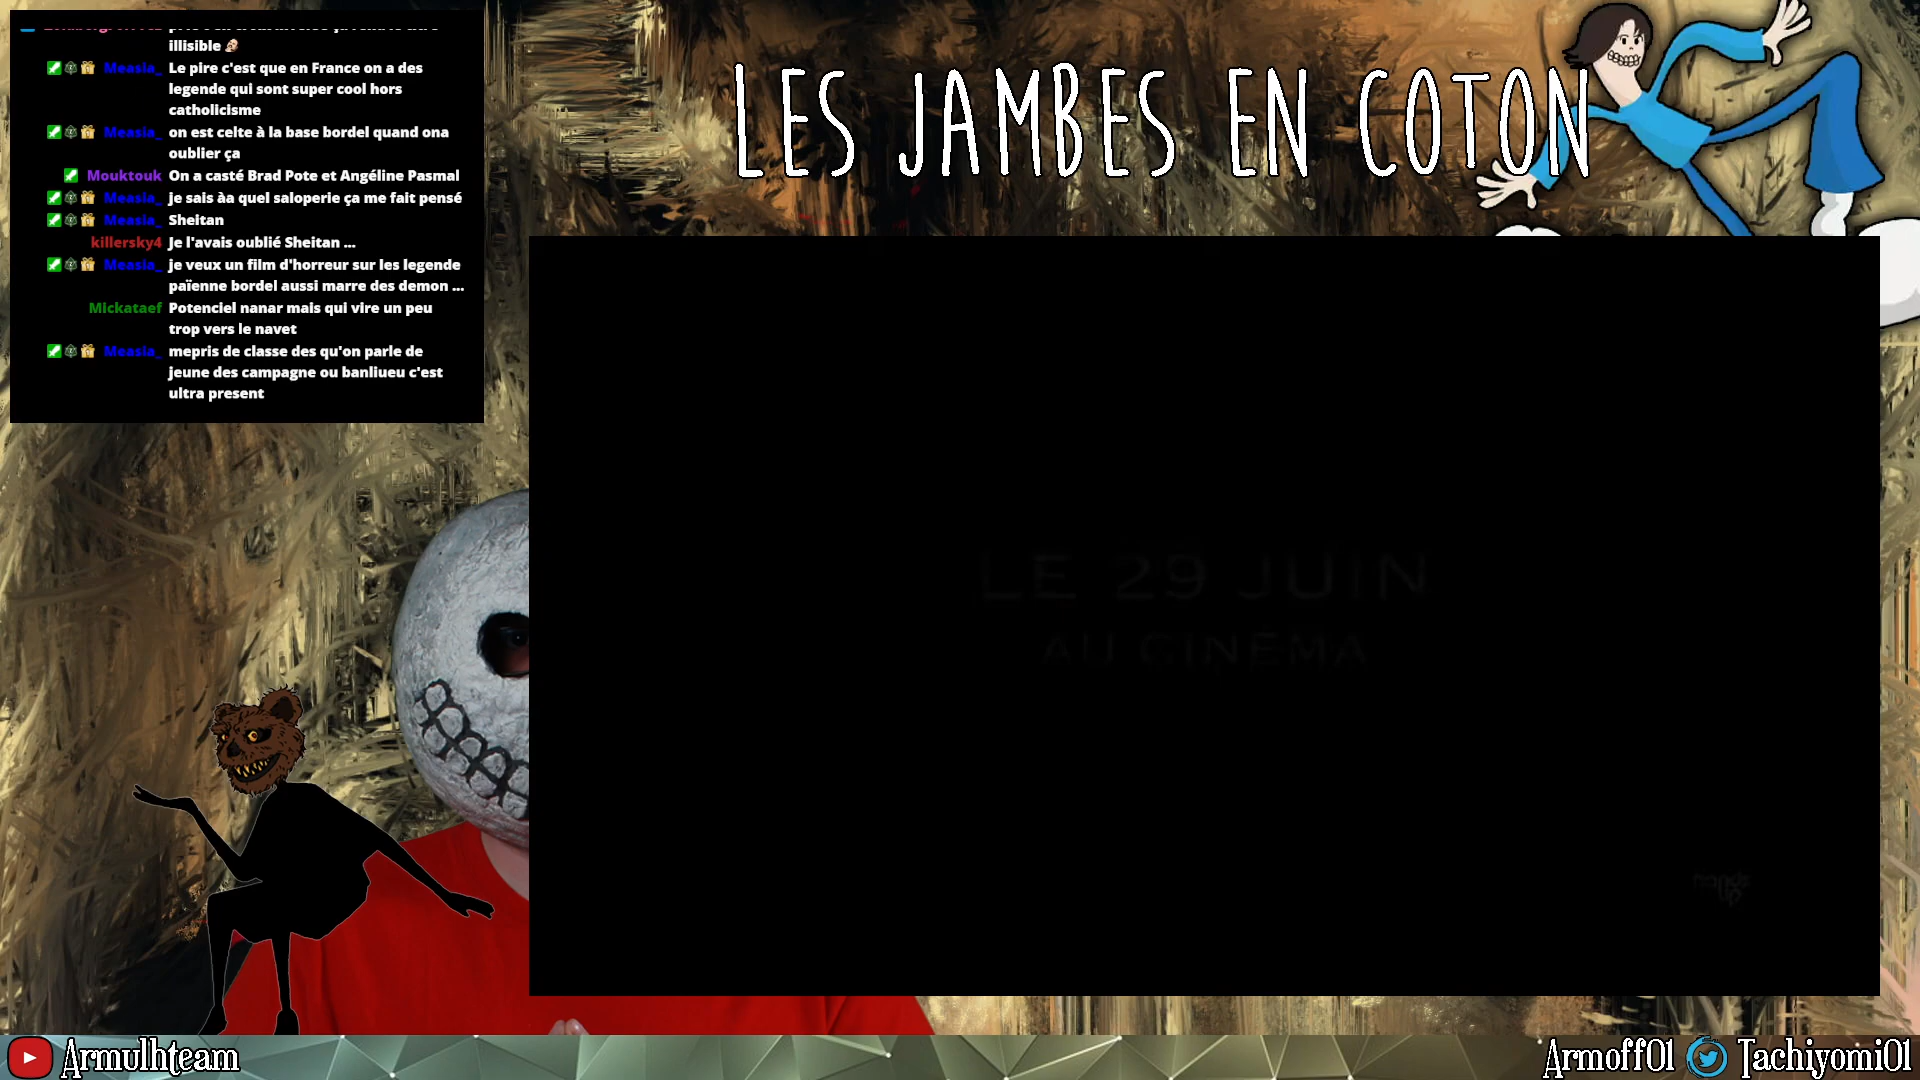 illisible
Measia_ Le pire c'est que en France on a des
legende qui sont super cool hors
catholicisme
Measia_ on est celte à la base bordel quand ona
oublier ça
Mouktouk On a casté Brad Pote et Angéline Pasmal
Measia_ je sais àa quel saloperie ça me fait pensé
Measia_ Sheitan
killersky4 Je l'avais oublié Sheitan ...
Measia_ je veux un film d'horreur sur les legende
païenne bordel aussi marre des demon ...
Mickataef Potenciel nanar mais qui vire un peu
trop vers le navet
Measia_ mepris de classe des qu'on parle de
jeune des campagne ou banliueu c'est
ultra present
LES JAMBES EN COTON
LE 29 JUIN
AU CINÉMA
Armulhteam
Armoff01 Tachiyomi01